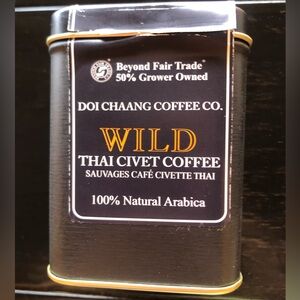 Beyond Fair Trade
50% Grower Owned
DOI CHAANG COFFEE CO.
WILD
THAI CIVET COFFEE
SAUVAGES CAFÉ CIVETTE THAI
100% Natural Arabica